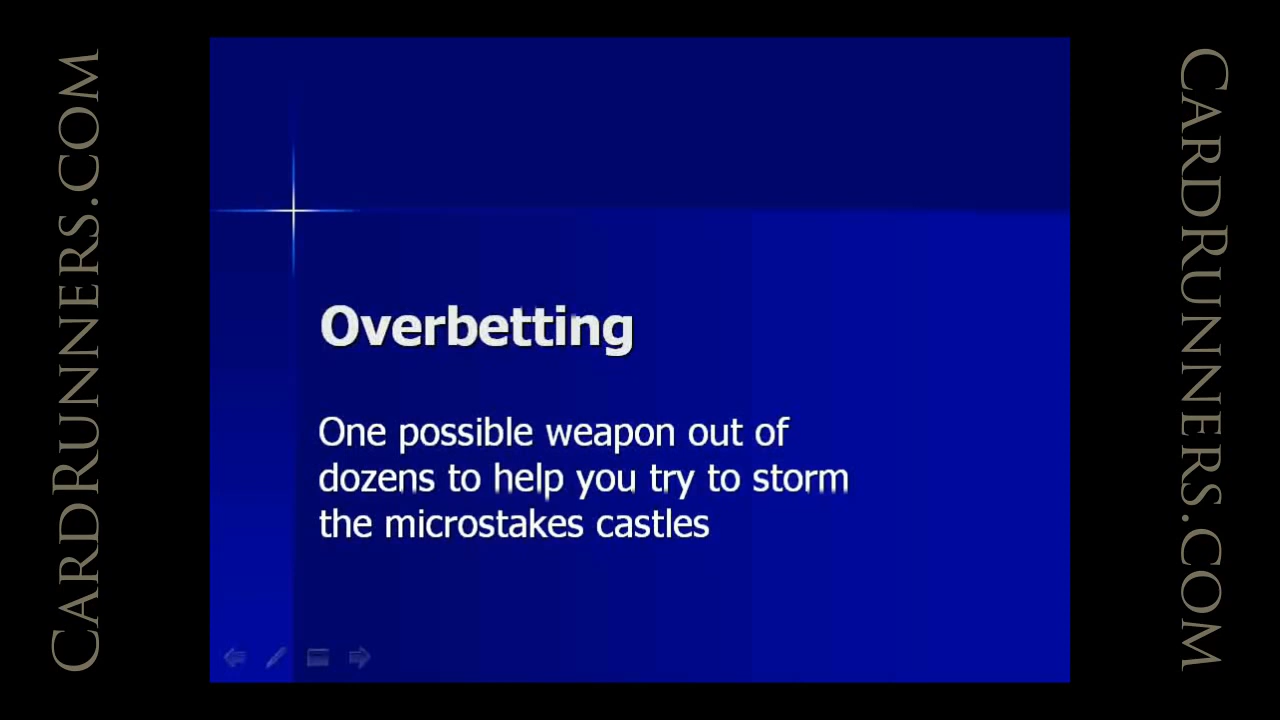 CARDRUNNERS.COM
Overbetting
One possible weapon out of
dozens to help you try to storm
the microstakes castles
CARDRUNNERS.COM